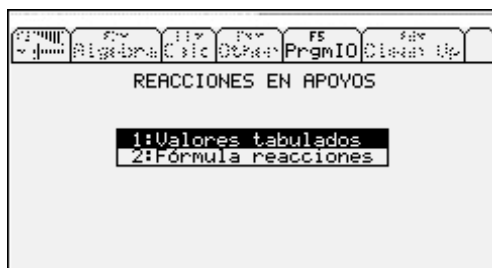 F5
Algebra Calc Other PrgmIO Clean Up
REACCIONES EN APOYOS
1:Valores tabulados
2:Fórmula reacciones